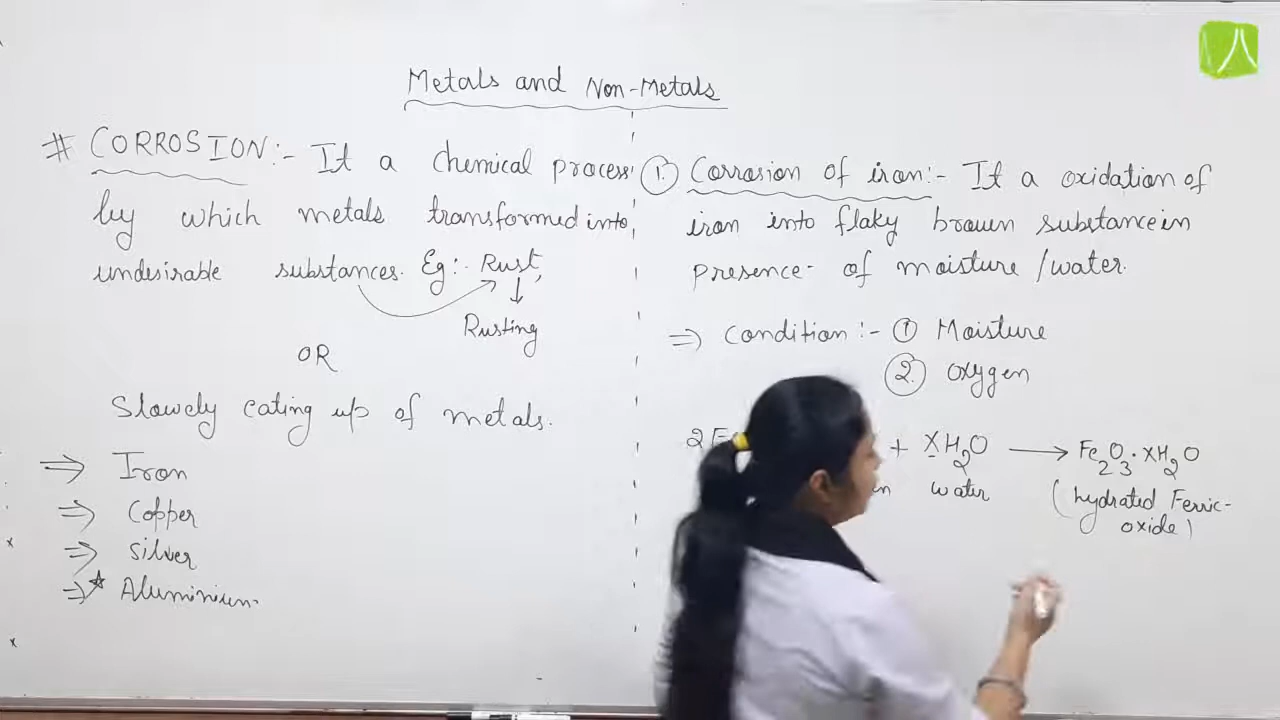 Metals and Non-Metals
# CORROSION:- It a chemical process
by which metals transformed into
undesirable substances. Eg:- Rust,
Rusting
OR
Slowely eating up of metals.
⇒ Iron
⇒ Copper
⇒ Silver
⇒* Aluminium
1. Corrosion of iron:- It a oxidation of
iron into flaky brown substance in
presence of moisture / water.
⇒ Condition:- ① Moisture
② Oxygen
+ XH2O → Fe2O3.XH2O
water (hydrated Ferric-
oxide)